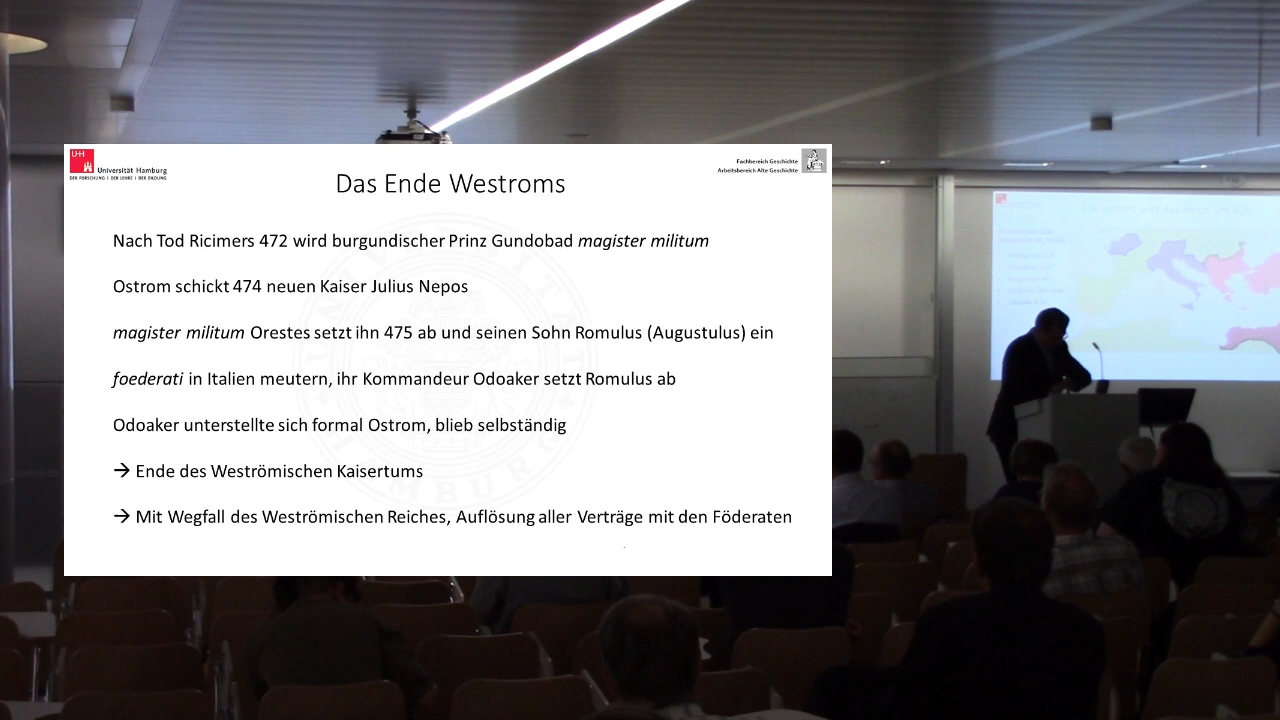 UHH
Universität Hamburg
DER FORSCHUNG | DER LEHRE | DER BILDUNG
Fachbereich Geschichte
Arbeitsbereich Alte Geschichte
Das Ende Westroms
Nach Tod Ricimers 472 wird burgundischer Prinz Gundobad magister militum
Ostrom schickt 474 neuen Kaiser Julius Nepos
magister militum Orestes setzt ihn 475 ab und seinen Sohn Romulus (Augustulus) ein
foederati in Italien meutern, ihr Kommandeur Odoaker setzt Romulus ab
Odoaker unterstellte sich formal Ostrom, blieb selbständig
→ Ende des Weströmischen Kaisertums
→ Mit Wegfall des Weströmischen Reiches, Auflösung aller Verträge mit den Föderaten